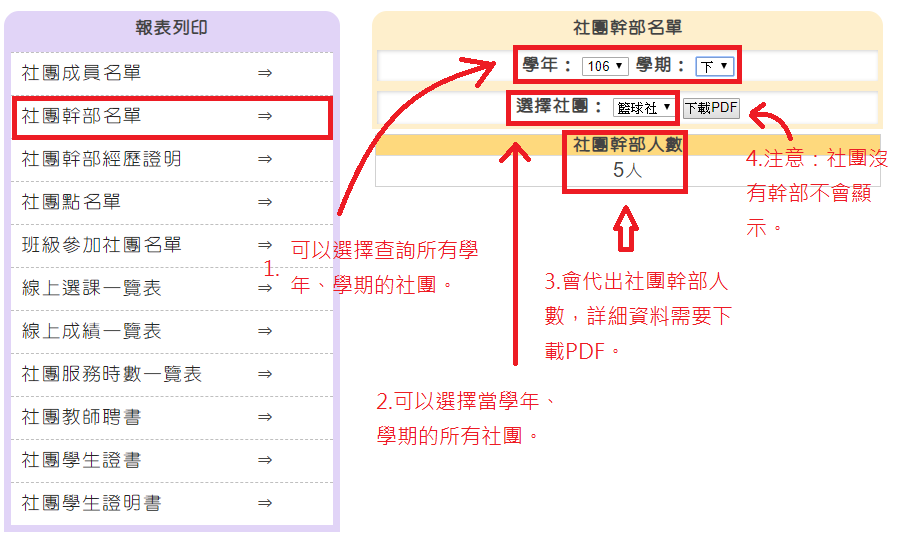 報表列印
社團成員名單 ⇒
社團幹部名單 ⇒
社團幹部經歷證明 ⇒
社團點名單 ⇒
班級參加社團名單 ⇒
線上選課一覽表 ⇒
線上成績一覽表 ⇒
社團服務時數一覽表 ⇒
社團教師聘書 ⇒
社團學生證書 ⇒
社團學生證明書 ⇒
社團幹部名單
學年： 106 學期： 下
選擇社團： 籃球社 下載PDF
社團幹部人數
5人
1. 可以選擇查詢所有學
年、學期的社團。
2.可以選擇當學年、
學期的所有社團。
3.會代出社團幹部人
數，詳細資料需要下
載PDF。
4.注意：社團沒
有幹部不會顯
示。